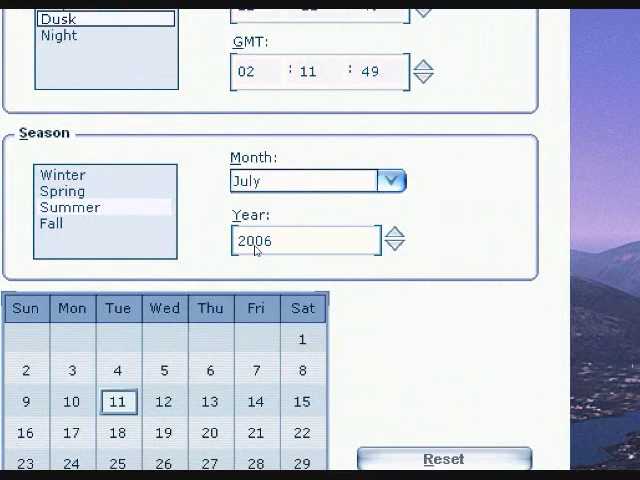 Dusk
Night
GMT:
02 : 11 : 49
Season
Winter
Spring
Summer
Fall
Month:
July
Year:
2006
Sun Mon Tue Wed Thu Fri Sat
1
2 3 4 5 6 7 8
9 10 11 12 13 14 15
16 17 18 19 20 21 22
23 24 25 26 27 28 29
Reset